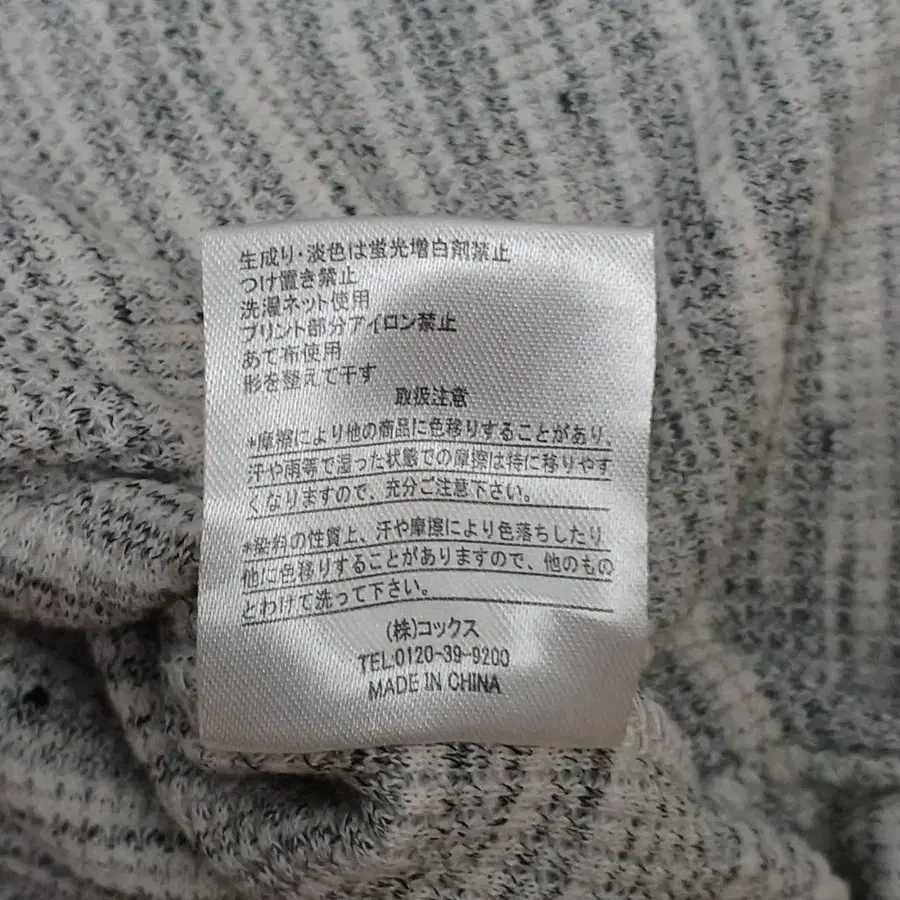 生成り・淡色は蛍光増白剤禁止
つけ置き禁止
洗濯ネット使用
プリント部分アイロン禁止
あて布使用
形を整えて干す
取扱注意
*摩擦により他の商品に色移りすることがあり、
汗や雨等で湿った状態での摩擦は特に移りやす
くなりますので、充分ご注意下さい。
*染料の性質上、汗や摩擦により色落ちしたり
他に色移りすることがありますので、他のもの
とわけて洗って下さい。
(株)コックス
TEL:0120-39-9200
MADE IN CHINA